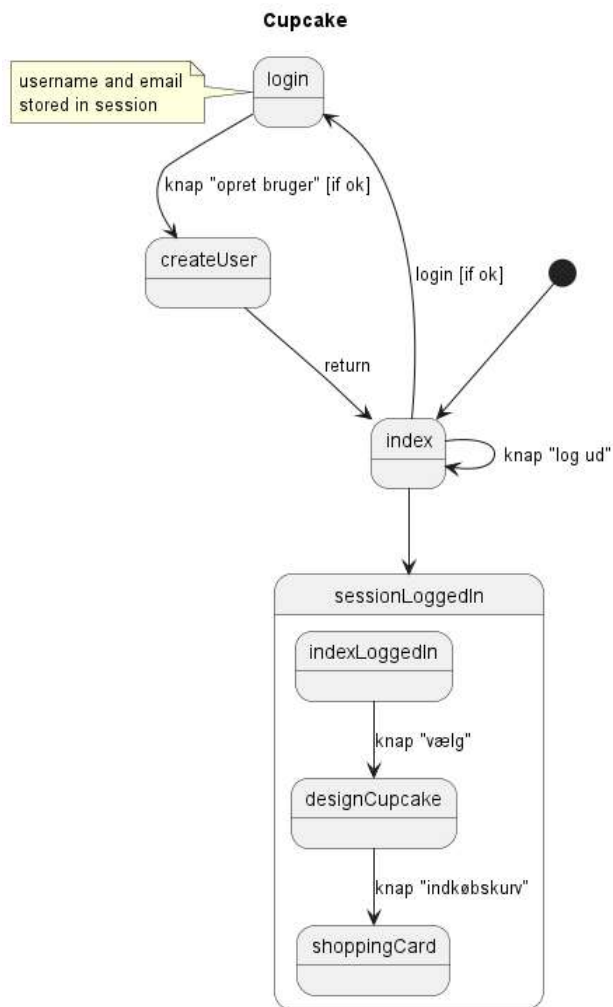 Cupcake
username and email
stored in session
login
knap "opret bruger" [if ok]
createUser
login [if ok]
return
index
knap "log ud"
sessionLoggedIn
indexLoggedIn
knap "vælg"
designCupcake
knap "indkøbskurv"
shoppingCard